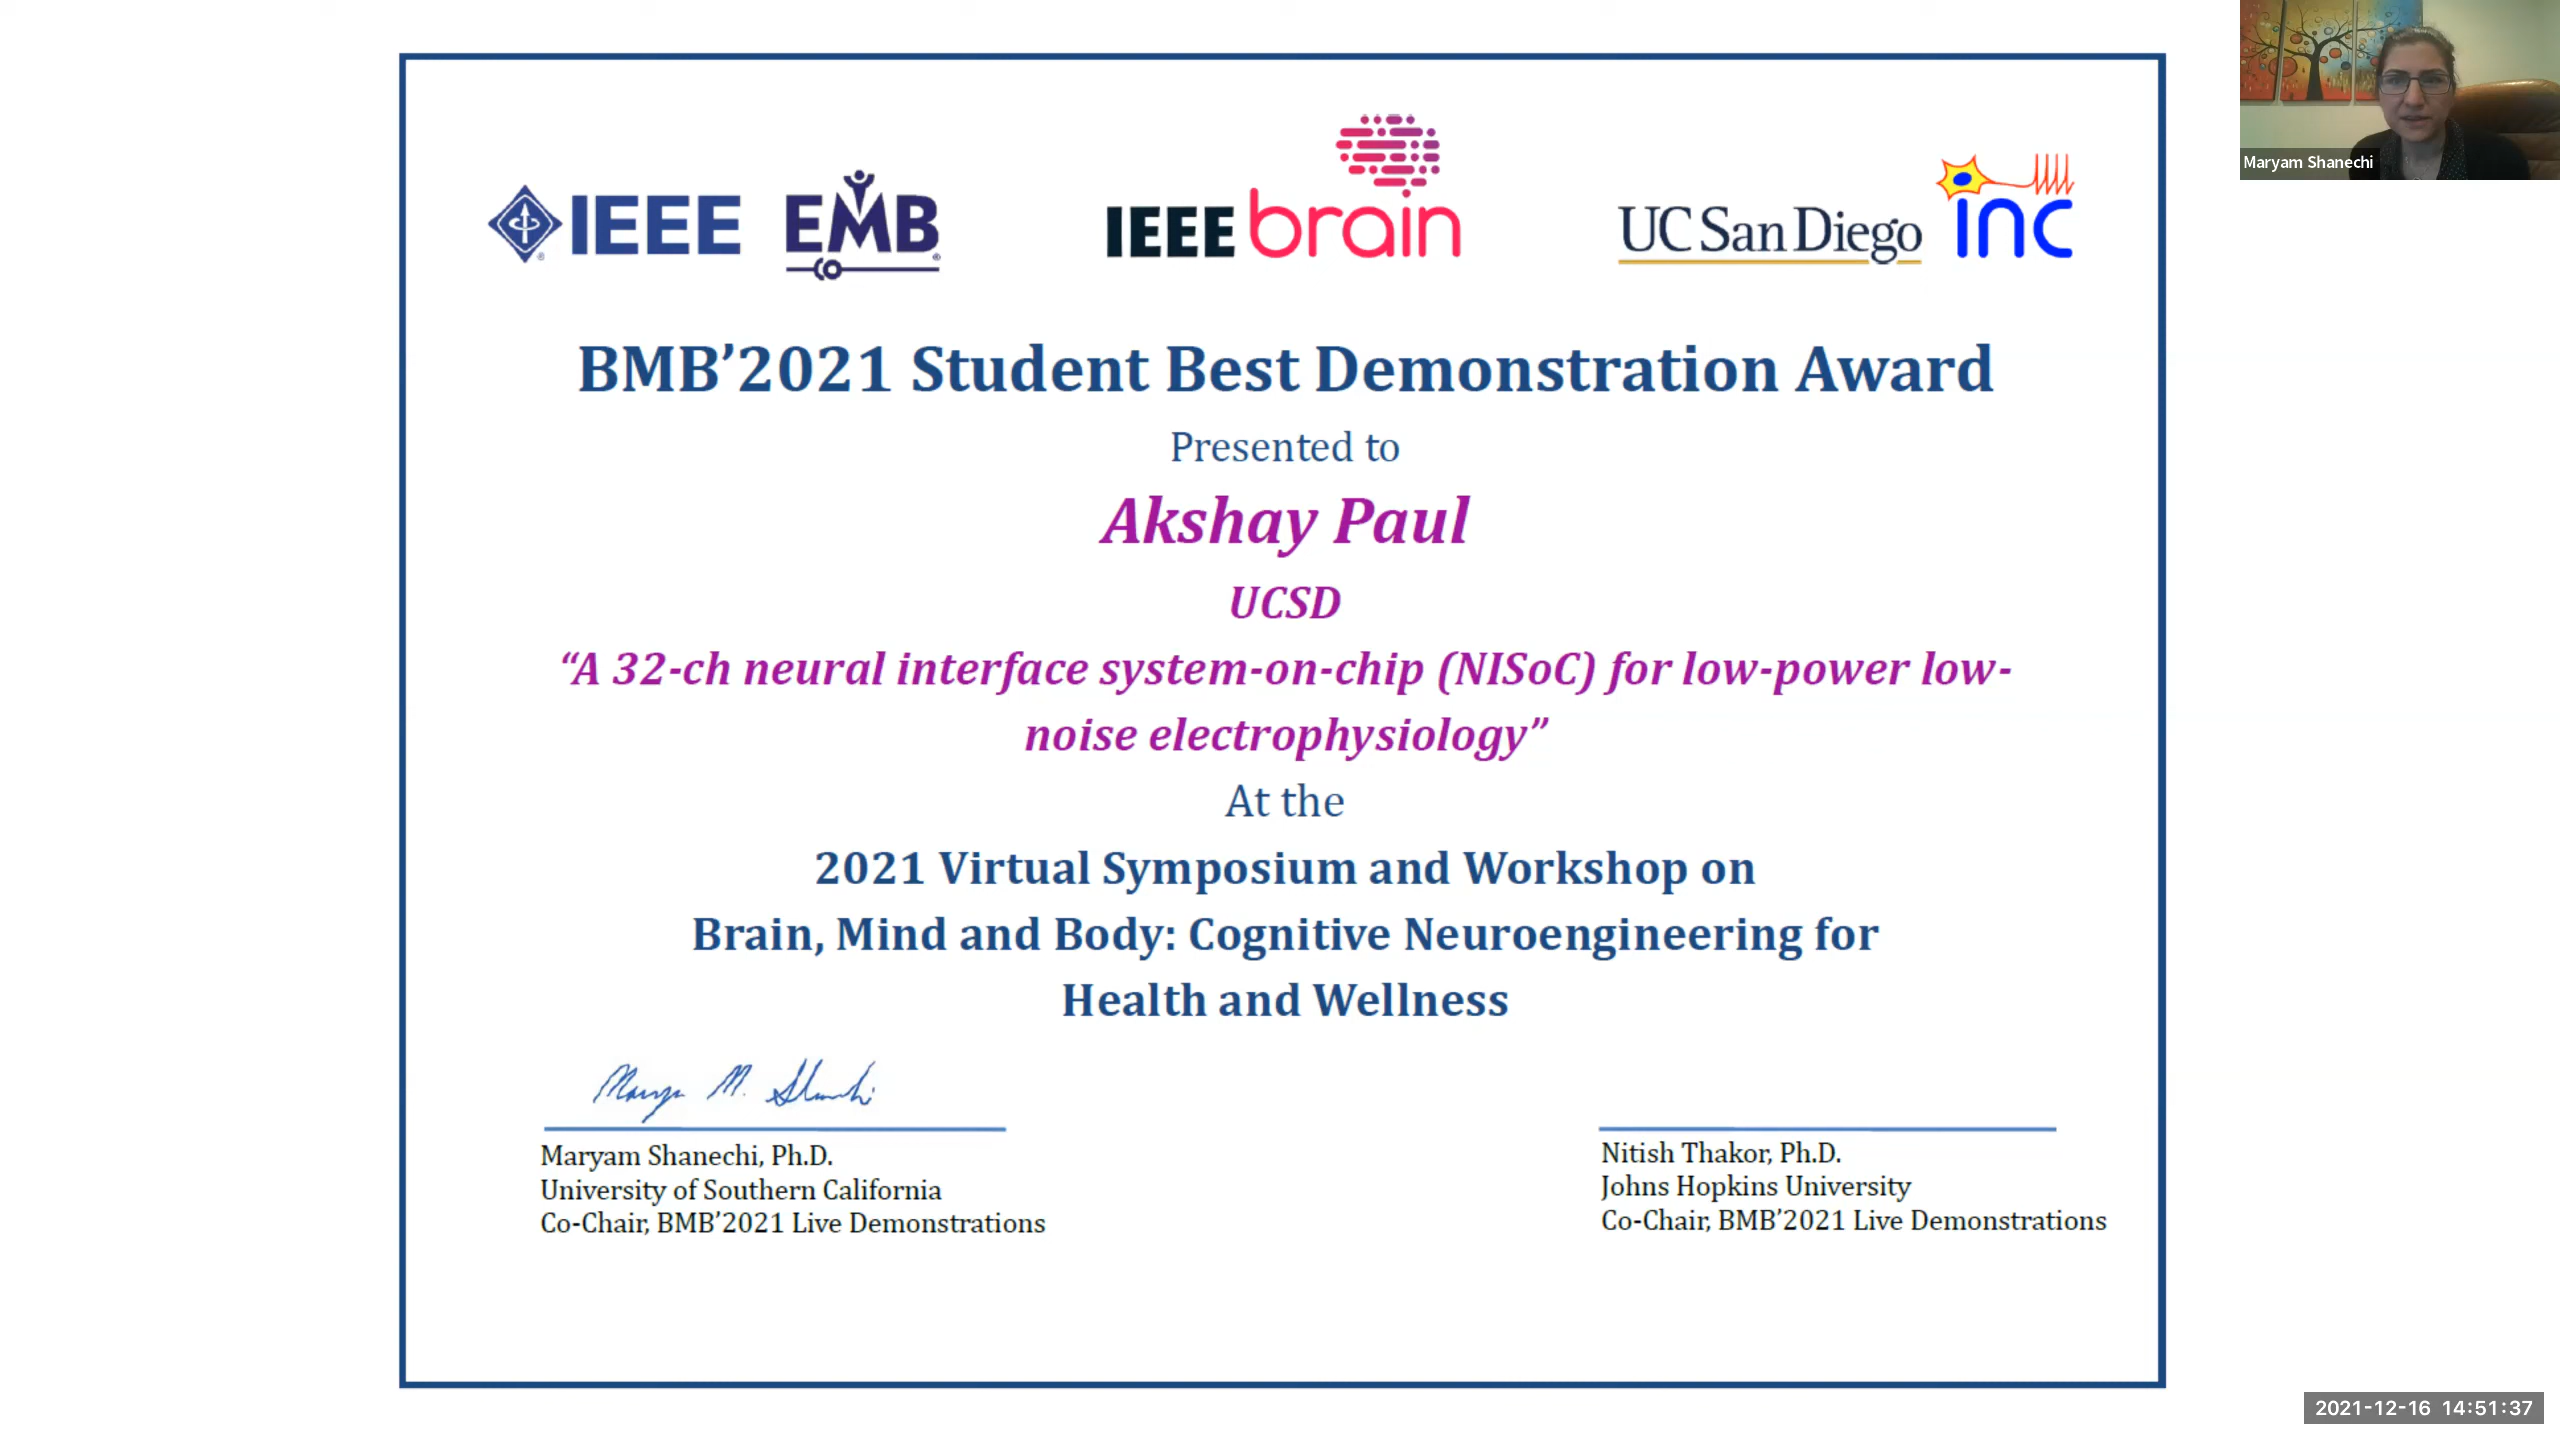 Maryam Shanechi
IEEE EMB IEEE brain UC San Diego inc
BMB’2021 Student Best Demonstration Award
Presented to
Akshay Paul
UCSD
“A 32-ch neural interface system-on-chip (NISoC) for low-power low-
noise electrophysiology”
At the
2021 Virtual Symposium and Workshop on
Brain, Mind and Body: Cognitive Neuroengineering for
Health and Wellness
Maryam M. Shanechi
Maryam Shanechi, Ph.D.
University of Southern California
Co-Chair, BMB’2021 Live Demonstrations
Nitish Thakor, Ph.D.
Johns Hopkins University
Co-Chair, BMB’2021 Live Demonstrations
2021-12-16 14:51:37